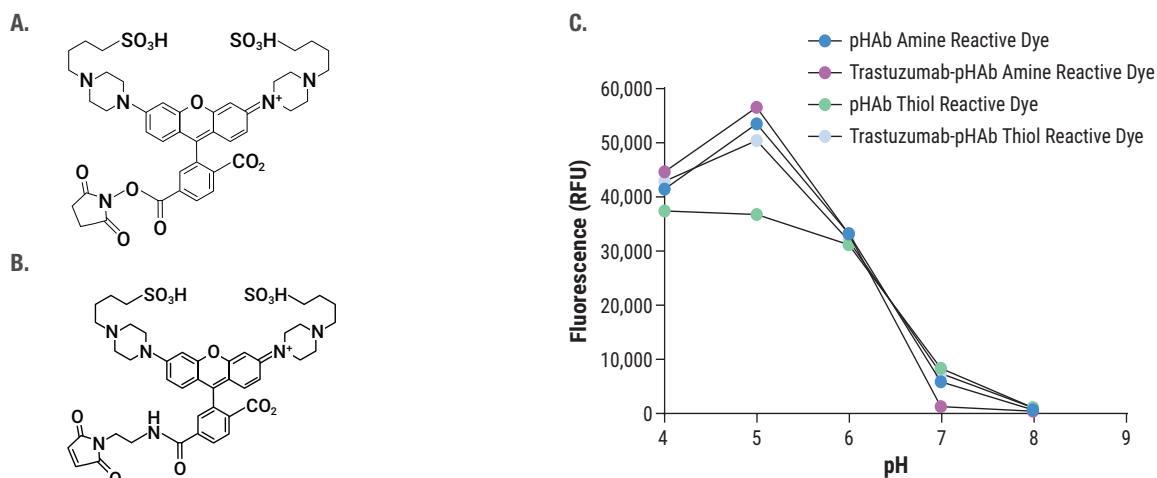 A.
SO3H SO3H
N N
N O N+
CO2
O
N O
O O
B.
SO3H SO3H
N N
N O N+
CO2
O H
N N
O O
C.
pHAb Amine Reactive Dye
Trastuzumab-pHAb Amine Reactive Dye
pHAb Thiol Reactive Dye
Trastuzumab-pHAb Thiol Reactive Dye
Fluorescence (RFU)
60,000
50,000
40,000
30,000
20,000
10,000
0
4 5 6 7 8 9
pH